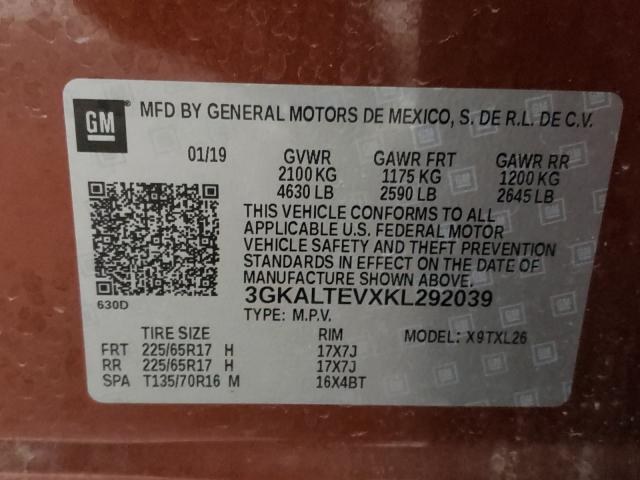 GM
MFD BY GENERAL MOTORS DE MEXICO, S. DE R.L. DE C.V.
01/19 GVWR GAWR FRT GAWR RR
2100 KG 1175 KG 1200 KG
4630 LB 2590 LB 2645 LB
THIS VEHICLE CONFORMS TO ALL
APPLICABLE U.S. FEDERAL MOTOR
VEHICLE SAFETY AND THEFT PREVENTION
STANDARDS IN EFFECT ON THE DATE OF
MANUFACTURE SHOWN ABOVE.
630D
3GKALTEVXKL292039
TYPE: M.P.V. MODEL: X9TXL26
TIRE SIZE RIM
FRT 225/65R17 H 17X7J
RR 225/65R17 H 17X7J
SPA T135/70R16 M 16X4BT